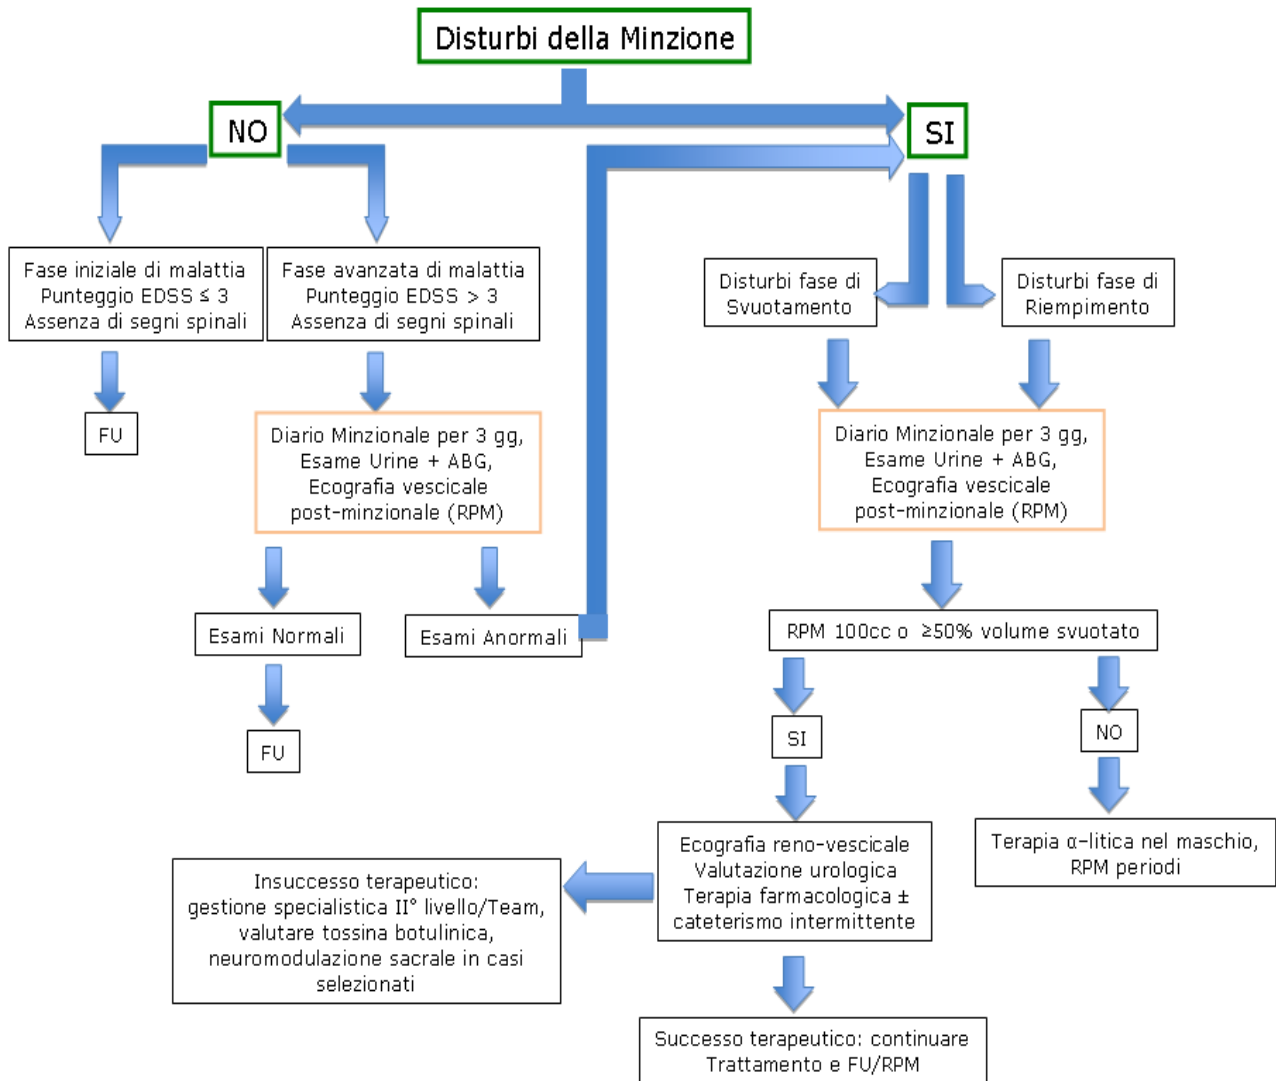 Disturbi della Minzione
NO
SI
Fase iniziale di malattia
Punteggio EDSS ≤ 3
Assenza di segni spinali
Fase avanzata di malattia
Punteggio EDSS > 3
Assenza di segni spinali
Disturbi fase di
Svuotamento
Disturbi fase di
Riempimento
FU
Diario Minzionale per 3 gg,
Esame Urine + ABG,
Ecografia vescicale
post-minzionale (RPM)
Diario Minzionale per 3 gg,
Esame Urine + ABG,
Ecografia vescicale
post-minzionale (RPM)
Esami Normali
Esami Anormali
RPM 100cc o ≥50% volume svuotato
FU
SI
NO
Ecografia reno-vescicale
Valutazione urologica
Terapia farmacologica ±
cateterismo intermittente
Terapia α-litica nel maschio,
RPM periodi
Insuccesso terapeutico:
gestione specialistica II° livello/Team,
valutare tossina botulinica,
neuromodulazione sacrale in casi
selezionati
Successo terapeutico: continuare
Trattamento e FU/RPM